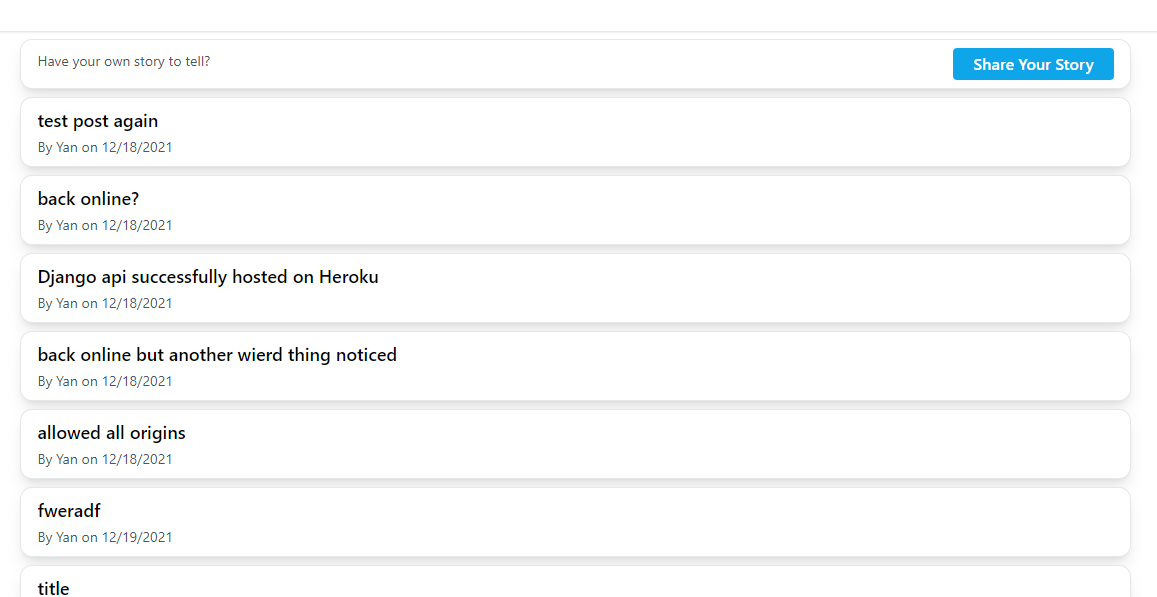 Have your own story to tell?
Share Your Story
test post again
By Yan on 12/18/2021
back online?
By Yan on 12/18/2021
Django api successfully hosted on Heroku
By Yan on 12/18/2021
back online but another wierd thing noticed
By Yan on 12/18/2021
allowed all origins
By Yan on 12/18/2021
fweradf
By Yan on 12/19/2021
title